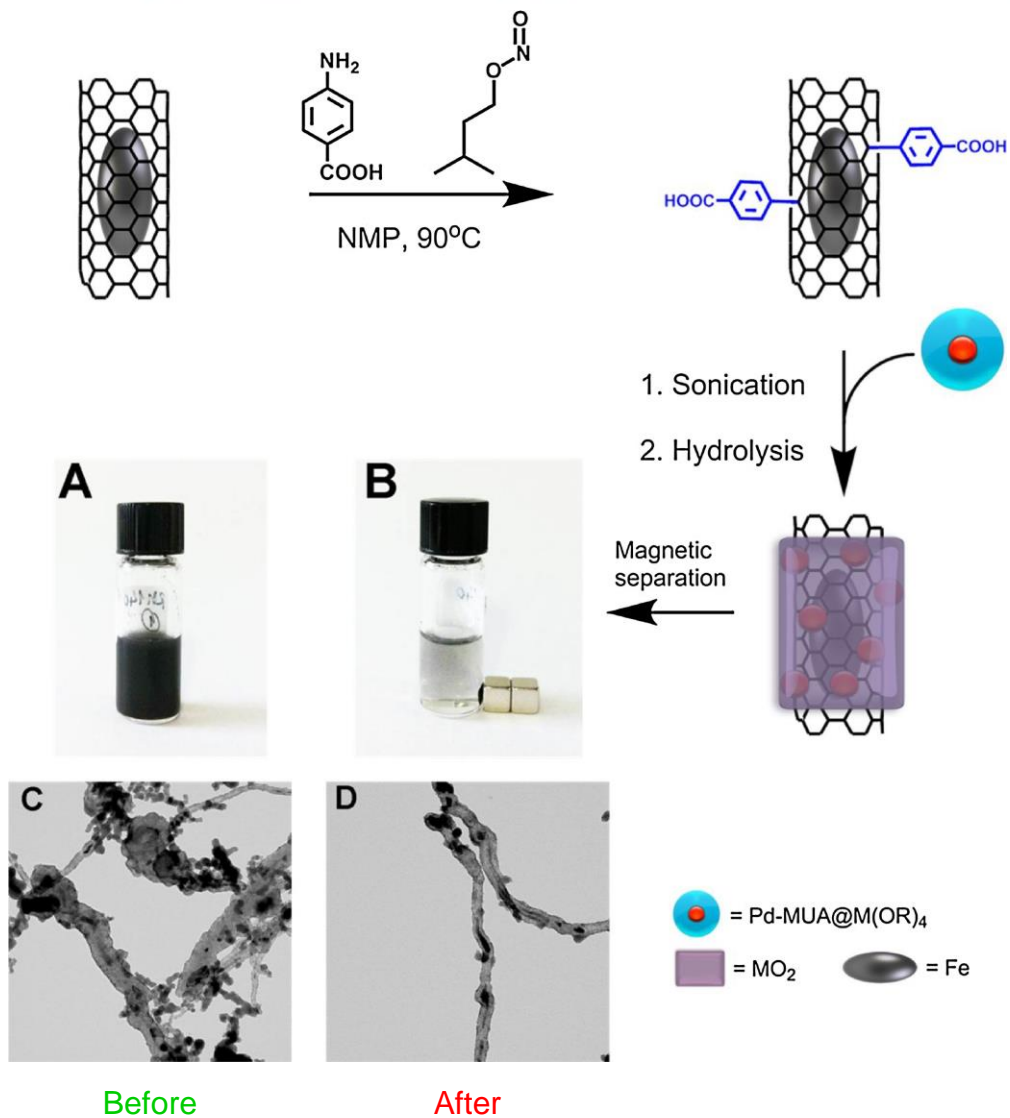 O
N
O
NH₂
COOH
NMP, 90°C
COOH
HOOC
1. Sonication
2. Hydrolysis
A
B
Magnetic
separation
C
D
= Pd-MUA@M(OR)₄
= MO₂
= Fe
Before
After